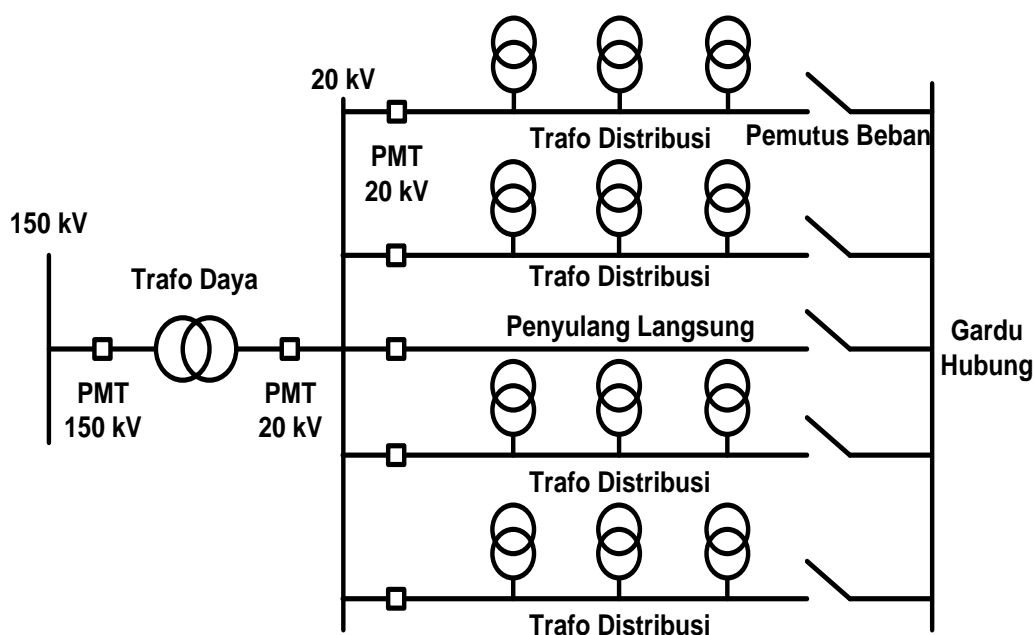 20 kV
Trafo Distribusi
Pemutus Beban
PMT
20 kV
150 kV
Trafo Distribusi
Trafo Daya
Penyulang Langsung
Gardu
Hubung
PMT
150 kV
PMT
20 kV
Trafo Distribusi
Trafo Distribusi